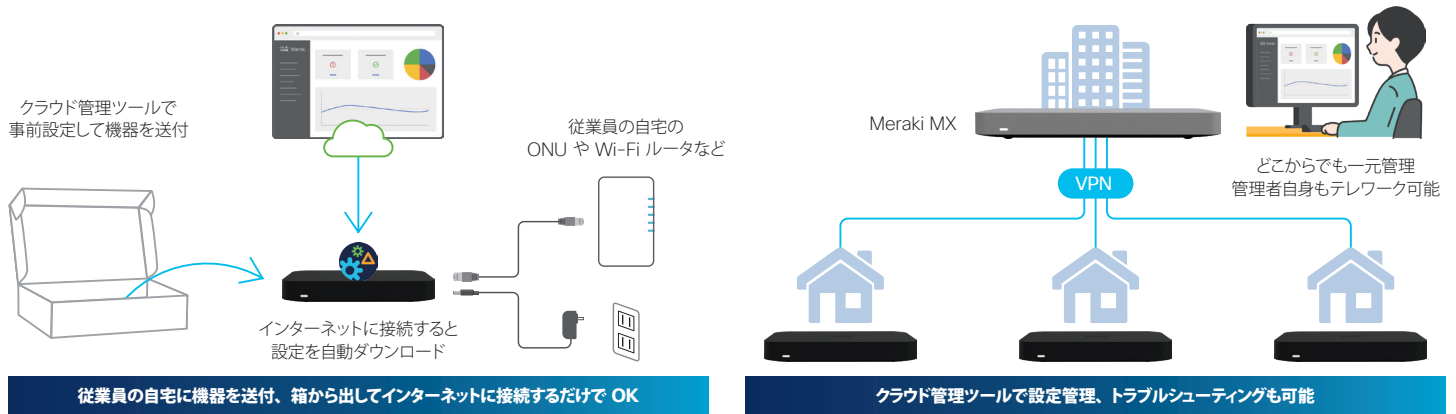 Meraki
クラウド管理ツールで
事前設定して機器を送付
従業員の自宅の
ONU や Wi-Fi ルータなど
インターネットに接続すると
設定を自動ダウンロード
従業員の自宅に機器を送付、箱から出してインターネットに接続するだけで OK
Meraki MX
VPN
どこからでも一元管理
管理者自身もテレワーク可能
クラウド管理ツールで設定管理、トラブルシューティングも可能